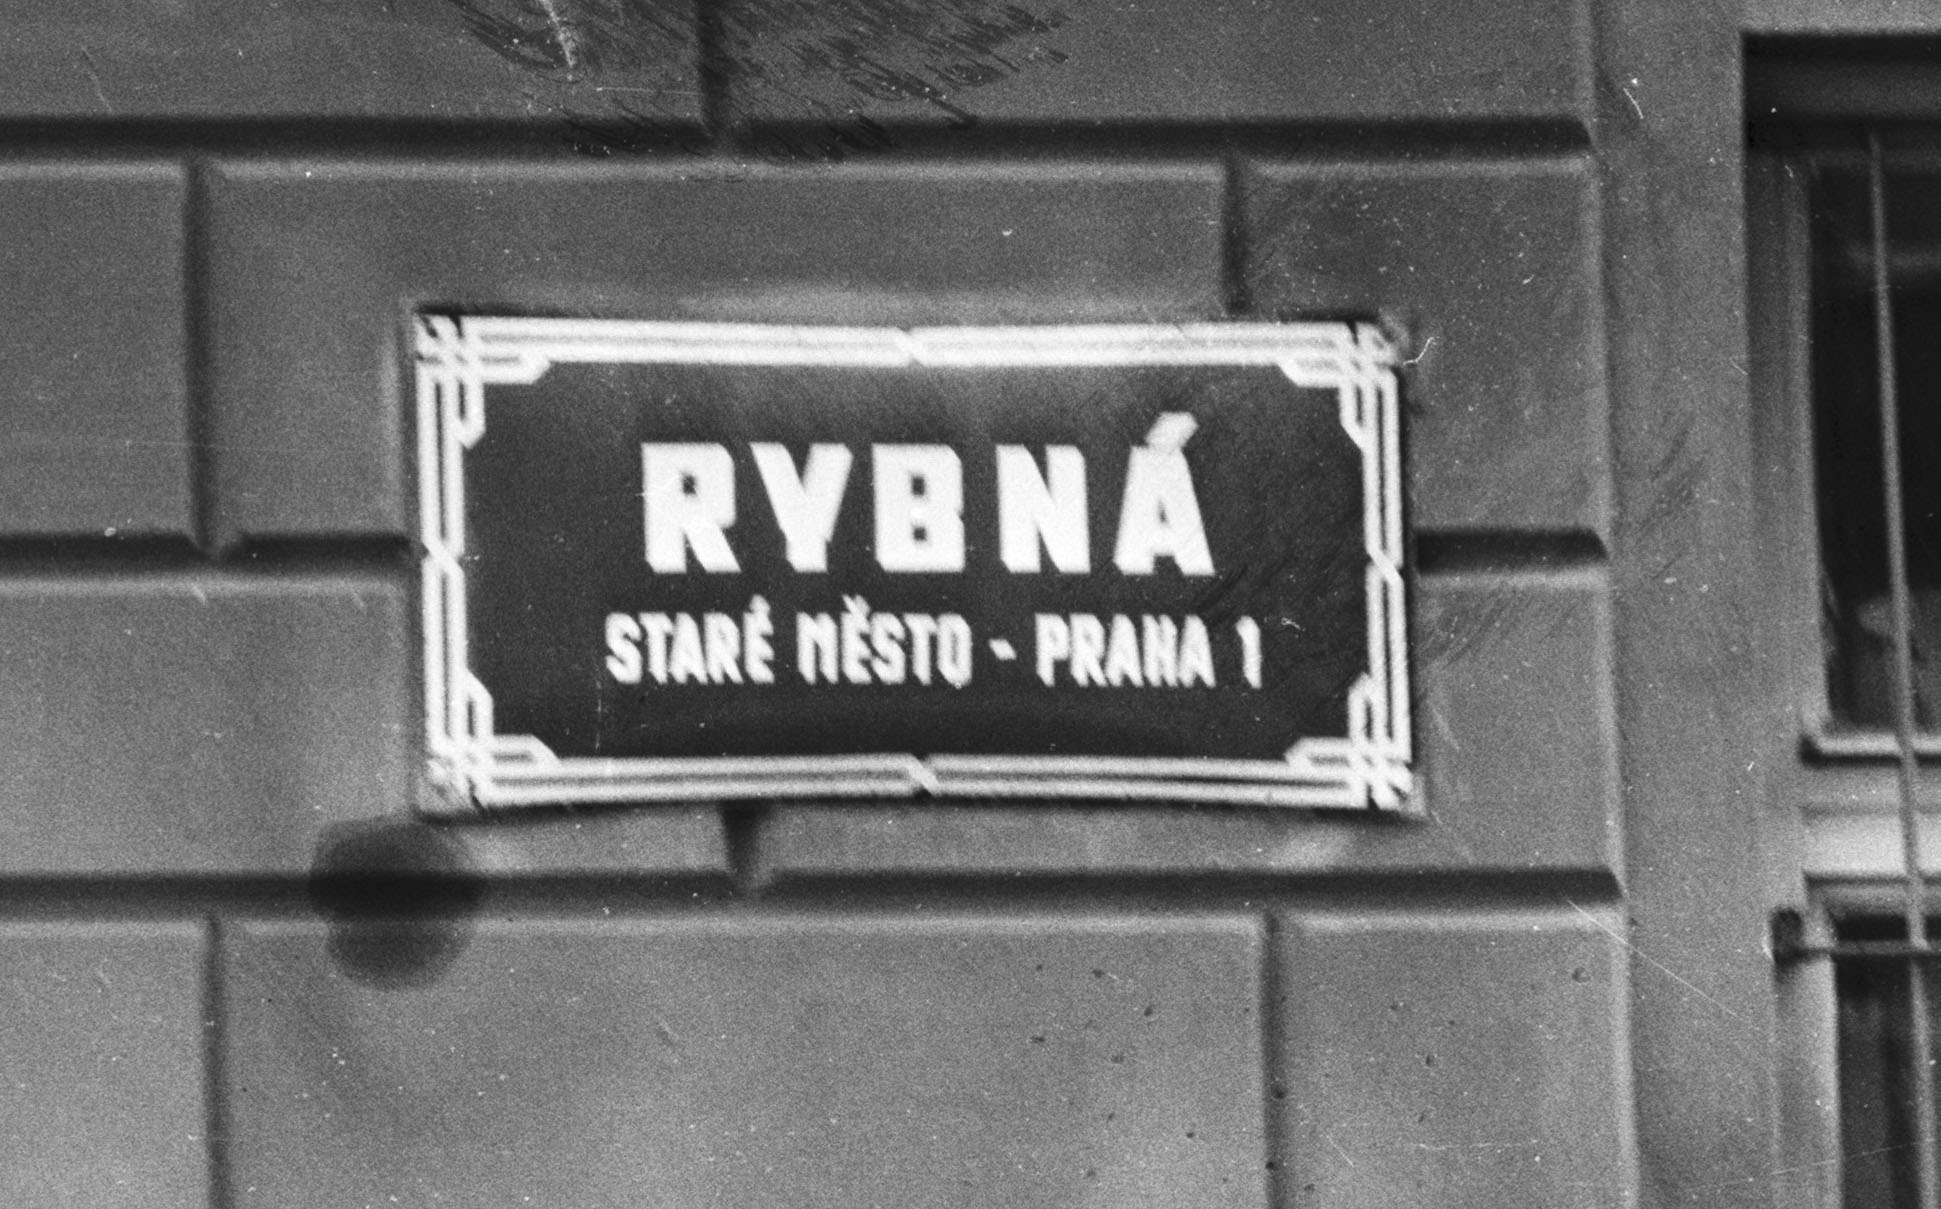 RYBNÁ
STARÉ MĚSTO - PRAHA 1